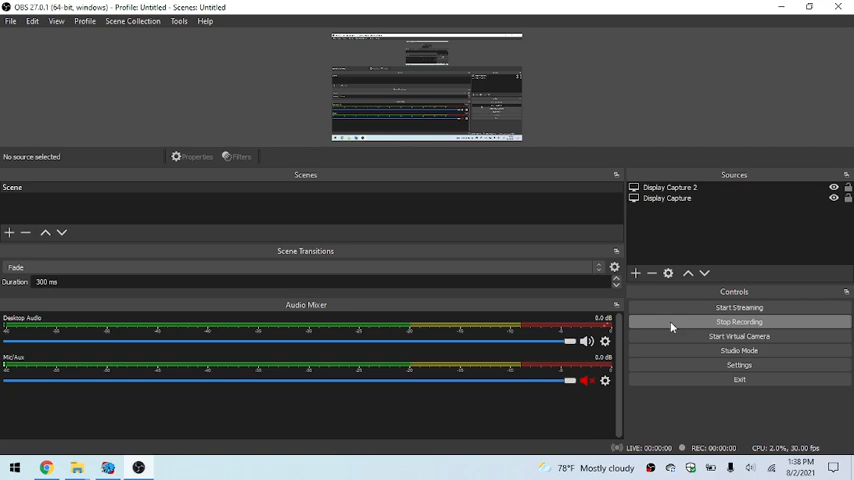 OBS 27.0.1 (64-bit, windows) - Profile: Untitled - Scenes: Untitled
File Edit View Profile Scene Collection Tools Help
No source selected Properties Filters
Scenes
Scene
Scene Transitions
Fade
Duration: 300 ms
Audio Mixer
Desktop Audio 0.0 dB
Mic/Aux 0.0 dB
Sources
Display Capture 2
Display Capture
Controls
Start Streaming
Stop Recording
Start Virtual Camera
Studio Mode
Settings
Exit
LIVE: 00:00:00 REC: 00:00:00 CPU: 2.0%, 30.00 fps
78°F Mostly cloudy
1:38 PM
8/2/2021